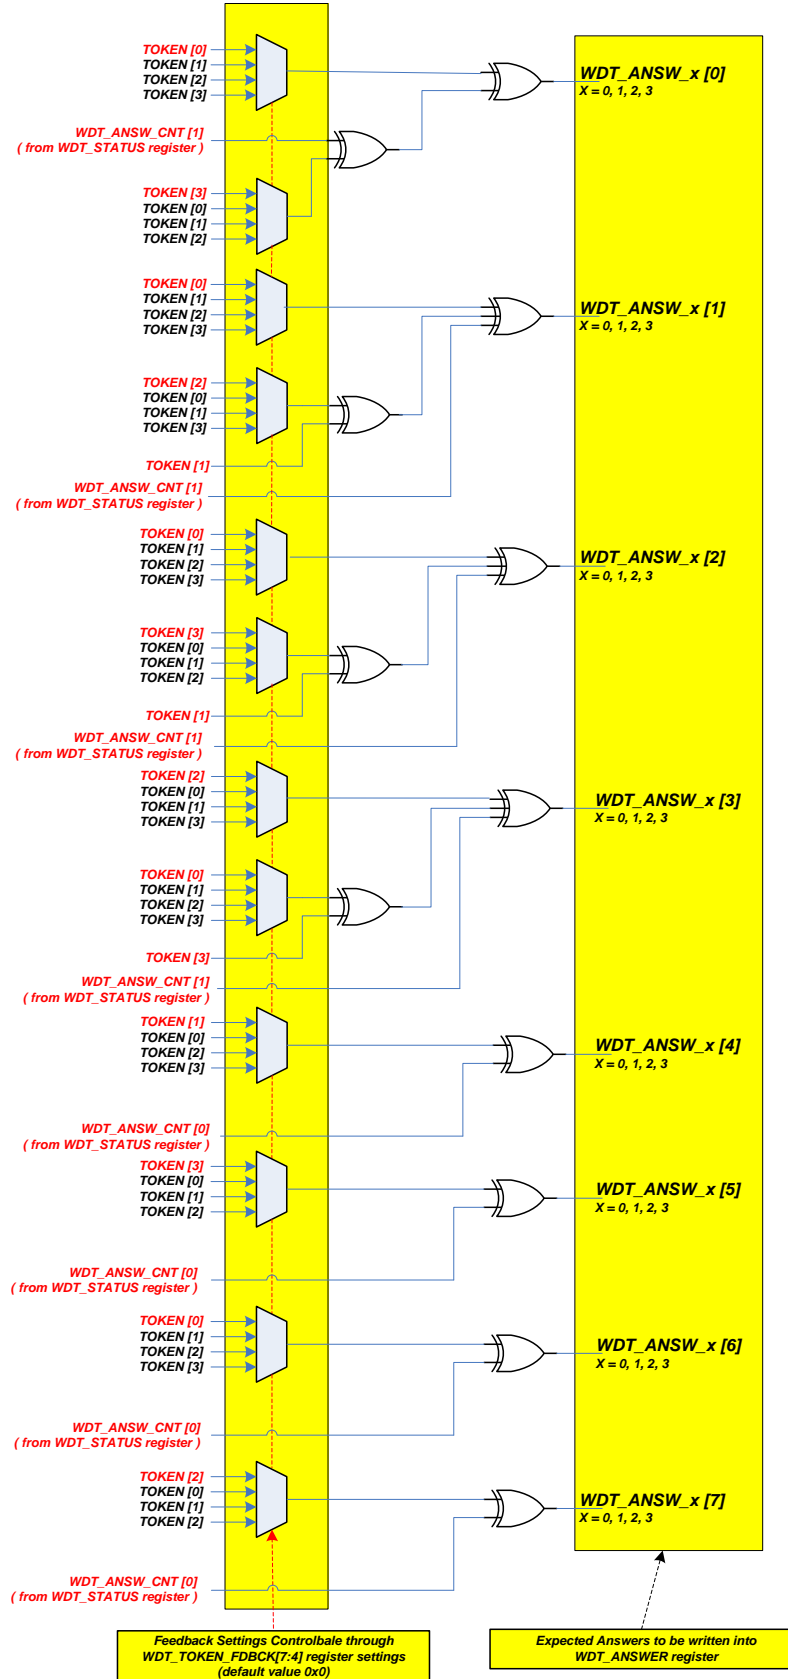 TOKEN [0]
TOKEN [1]
TOKEN [2]
TOKEN [3]
WDT_ANSW_x [0]
X = 0, 1, 2, 3
WDT_ANSW_CNT [1]
( from WDT_STATUS register )
TOKEN [3]
TOKEN [0]
TOKEN [1]
TOKEN [2]
TOKEN [0]
TOKEN [1]
TOKEN [2]
TOKEN [3]
WDT_ANSW_x [1]
X = 0, 1, 2, 3
TOKEN [2]
TOKEN [0]
TOKEN [1]
TOKEN [3]
TOKEN [1]
WDT_ANSW_CNT [1]
( from WDT_STATUS register )
TOKEN [0]
TOKEN [1]
TOKEN [2]
TOKEN [3]
WDT_ANSW_x [2]
X = 0, 1, 2, 3
TOKEN [3]
TOKEN [0]
TOKEN [1]
TOKEN [2]
TOKEN [1]
WDT_ANSW_CNT [1]
( from WDT_STATUS register )
TOKEN [2]
TOKEN [0]
TOKEN [1]
TOKEN [3]
WDT_ANSW_x [3]
X = 0, 1, 2, 3
TOKEN [0]
TOKEN [1]
TOKEN [2]
TOKEN [3]
TOKEN [3]
WDT_ANSW_CNT [1]
( from WDT_STATUS register )
TOKEN [1]
TOKEN [0]
TOKEN [2]
TOKEN [3]
WDT_ANSW_x [4]
X = 0, 1, 2, 3
WDT_ANSW_CNT [0]
( from WDT_STATUS register )
TOKEN [3]
TOKEN [0]
TOKEN [1]
TOKEN [2]
WDT_ANSW_x [5]
X = 0, 1, 2, 3
WDT_ANSW_CNT [0]
( from WDT_STATUS register )
TOKEN [0]
TOKEN [1]
TOKEN [2]
TOKEN [3]
WDT_ANSW_x [6]
X = 0, 1, 2, 3
WDT_ANSW_CNT [0]
( from WDT_STATUS register )
TOKEN [2]
TOKEN [0]
TOKEN [1]
TOKEN [2]
WDT_ANSW_x [7]
X = 0, 1, 2, 3
WDT_ANSW_CNT [0]
( from WDT_STATUS register )
Feedback Settings Controlbale through
WDT_TOKEN_FDBCK[7:4] register settings
(default value 0x0)
Expected Answers to be written into
WDT_ANSWER register